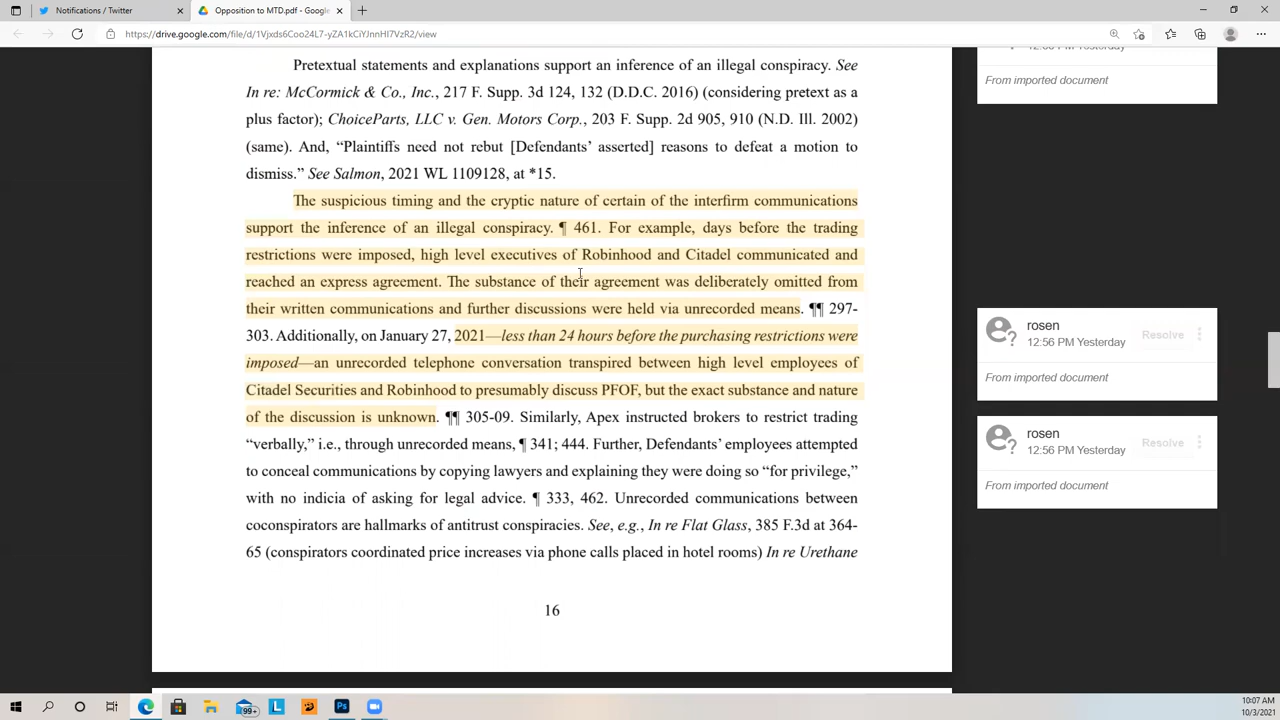 Notifications / Twitter
Opposition to MTD.pdf - Google
https://drive.google.com/file/d/1Vjxds6Coo24L7-yZA1kCiYJnnHI7VzR2/view
Pretextual statements and explanations support an inference of an illegal conspiracy. See
In re: McCormick & Co., Inc., 217 F. Supp. 3d 124, 132 (D.D.C. 2016) (considering pretext as a
plus factor); ChoiceParts, LLC v. Gen. Motors Corp., 203 F. Supp. 2d 905, 910 (N.D. Ill. 2002)
(same). And, “Plaintiffs need not rebut [Defendants’ asserted] reasons to defeat a motion to
dismiss.” See Salmon, 2021 WL 1109128, at *15.
The suspicious timing and the cryptic nature of certain of the interfirm communications
support the inference of an illegal conspiracy. ¶ 461. For example, days before the trading
restrictions were imposed, high level executives of Robinhood and Citadel communicated and
reached an express agreement. The substance of their agreement was deliberately omitted from
their written communications and further discussions were held via unrecorded means. ¶¶ 297-
303. Additionally, on January 27, 2021—less than 24 hours before the purchasing restrictions were
imposed—an unrecorded telephone conversation transpired between high level employees of
Citadel Securities and Robinhood to presumably discuss PFOF, but the exact substance and nature
of the discussion is unknown. ¶¶ 305-09. Similarly, Apex instructed brokers to restrict trading
“verbally,” i.e., through unrecorded means, ¶ 341; 444. Further, Defendants’ employees attempted
to conceal communications by copying lawyers and explaining they were doing so “for privilege,”
with no indicia of asking for legal advice. ¶ 333, 462. Unrecorded communications between
coconspirators are hallmarks of antitrust conspiracies. See, e.g., In re Flat Glass, 385 F.3d at 364-
65 (conspirators coordinated price increases via phone calls placed in hotel rooms) In re Urethane
16
From imported document
rosen
12:56 PM Yesterday
Resolve
From imported document
rosen
12:56 PM Yesterday
Resolve
From imported document
99+
L
Ps
10:07 AM
10/3/2021